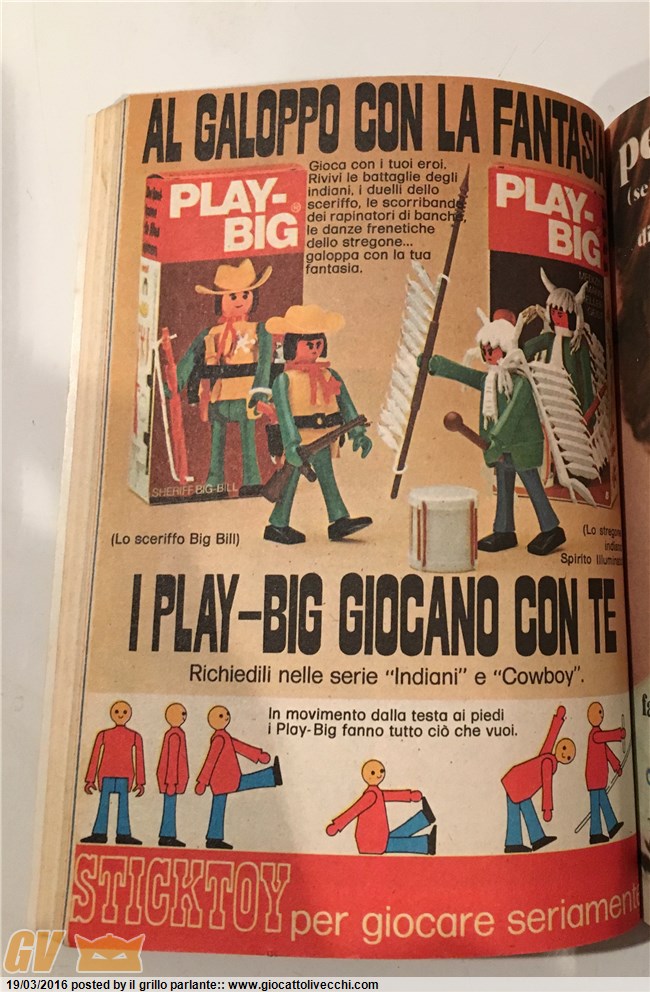 AL GALOPPO CON LA FANTASIA
PLAY-
BIG
Gioca con i tuoi eroi.
Rivivi le battaglie degli
indiani, i duelli dello
sceriffo, le scorribande
dei rapinatori di banche,
le danze frenetiche
dello stregone...
galoppa con la tua
fantasia.
PLAY-
BIG
SHERIFF BIG-BILL
(Lo sceriffo Big Bill)
(Lo
Spirito
I PLAY-BIG GIOCANO CON TE
Richiedili nelle serie “Indiani” e “Cowboy”.
In movimento dalla testa ai piedi
i Play-Big fanno tutto ciò che vuoi.
STICKTOY per giocare seriament
GV
19/03/2016 posted by il grillo parlante:: www.giocattolivecchi.com